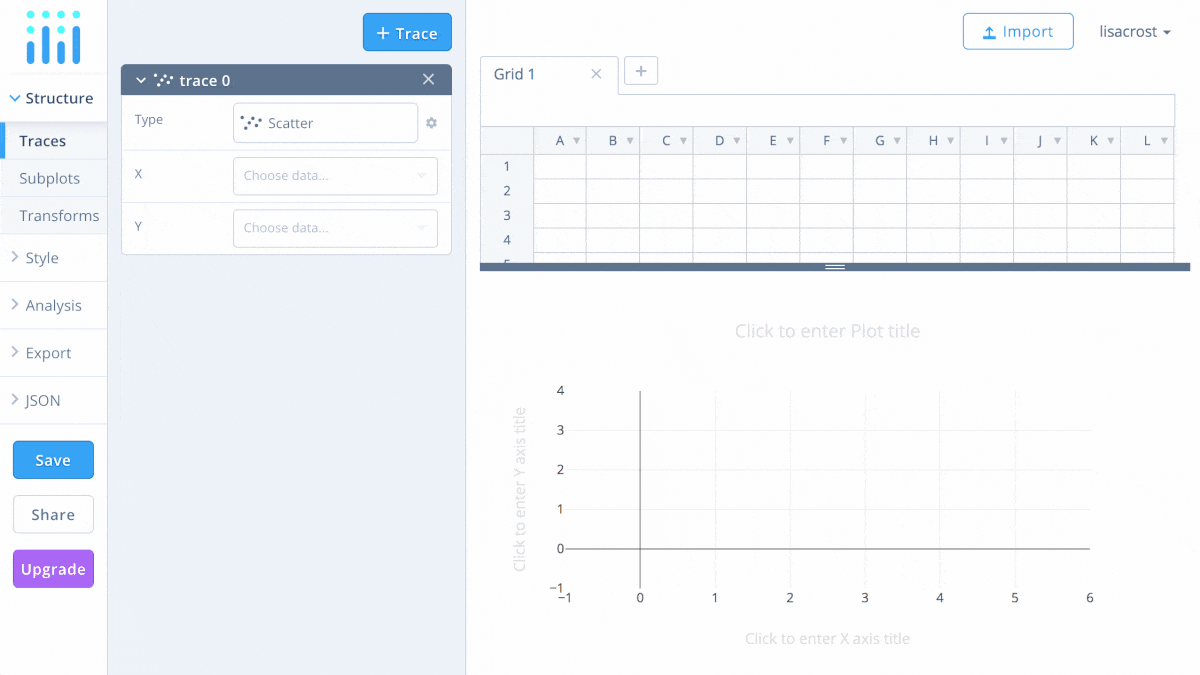 Structure
Traces
Subplots
Transforms
Style
Analysis
Export
JSON
Save
Share
Upgrade
+ Trace
trace 0
Type
Scatter
X
Choose data...
Y
Choose data...
Import
lisacrost
Grid 1
+
A B C D E F G H I J K L
1
2
3
4
5
Click to enter Plot title
Click to enter Y axis title
4
3
2
1
0
−1
−1 0 1 2 3 4 5 6
Click to enter X axis title